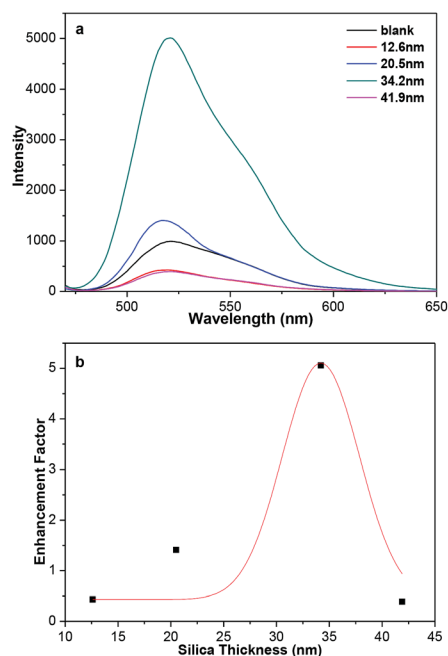 a
blank
12.6nm
20.5nm
34.2nm
41.9nm
5000
4000
3000
2000
1000
0
Intensity
500 550 600 650
Wavelength (nm)
b
5
4
3
2
1
0
Enhancement Factor
10 15 20 25 30 35 40 45
Silica Thickness (nm)